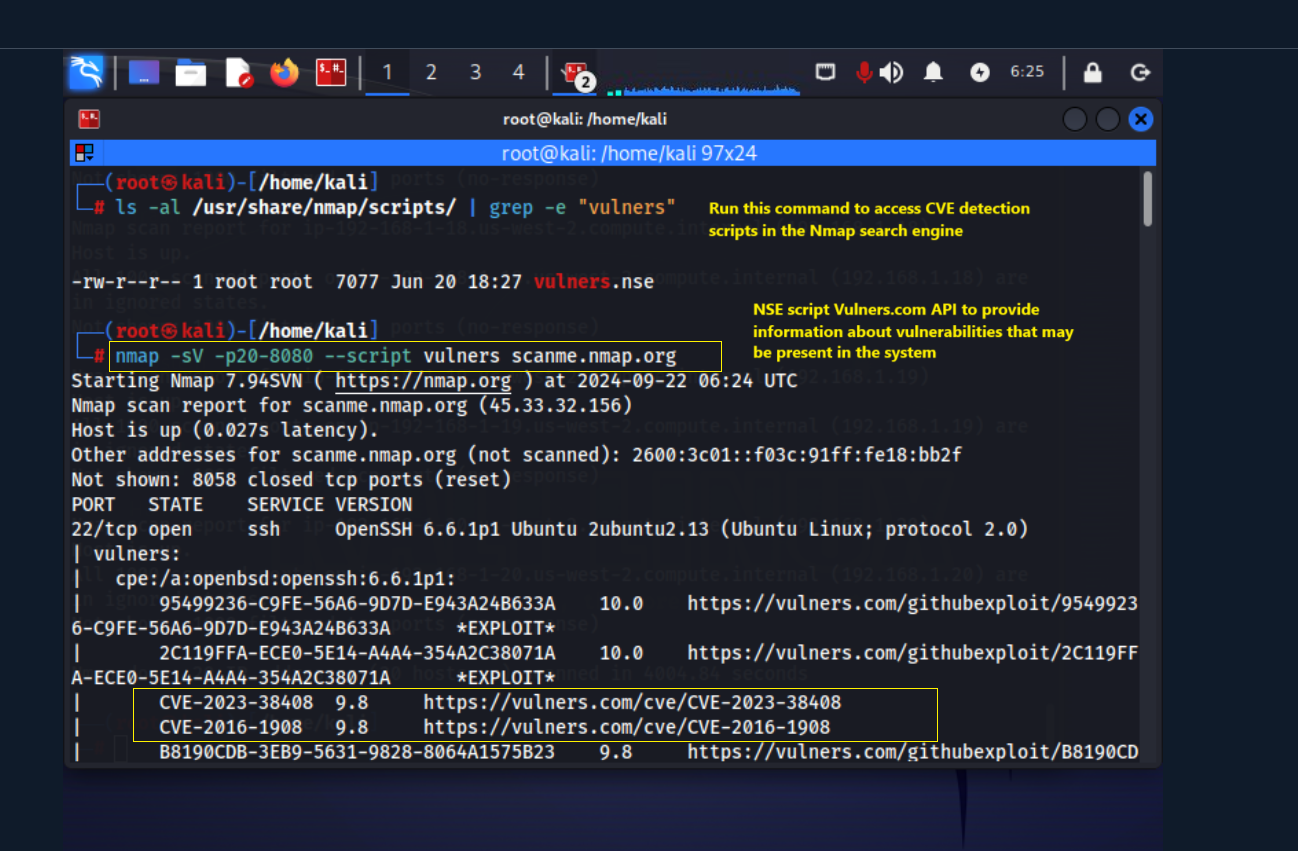 1 2 3 4 2 6:25
root@kali: /home/kali
root@kali: /home/kali 97x24
┌──(root㉿kali)-[/home/kali]
└─# ls -al /usr/share/nmap/scripts/ | grep -e "vulners"
Run this command to access CVE detection
scripts in the Nmap search engine
-rw-r--r-- 1 root root 7077 Jun 20 18:27 vulners.nse
NSE script Vulners.com API to provide
information about vulnerabilities that may
be present in the system
┌──(root㉿kali)-[/home/kali]
└─# nmap -sV -p20-8080 --script vulners scanme.nmap.org
Starting Nmap 7.94SVN ( https://nmap.org ) at 2024-09-22 06:24 UTC
Nmap scan report for scanme.nmap.org (45.33.32.156)
Host is up (0.027s latency).
Other addresses for scanme.nmap.org (not scanned): 2600:3c01::f03c:91ff:fe18:bb2f
Not shown: 8058 closed tcp ports (reset)
PORT STATE SERVICE VERSION
22/tcp open ssh OpenSSH 6.6.1p1 Ubuntu 2ubuntu2.13 (Ubuntu Linux; protocol 2.0)
| vulners:
| cpe:/a:openbsd:openssh:6.6.1p1:
| 95499236-C9FE-56A6-9D7D-E943A24B633A 10.0 https://vulners.com/githubexploit/9549923
6-C9FE-56A6-9D7D-E943A24B633A *EXPLOIT*
| 2C119FFA-ECE0-5E14-A4A4-354A2C38071A 10.0 https://vulners.com/githubexploit/2C119FF
A-ECE0-5E14-A4A4-354A2C38071A *EXPLOIT*
| CVE-2023-38408 9.8 https://vulners.com/cve/CVE-2023-38408
| CVE-2016-1908 9.8 https://vulners.com/cve/CVE-2016-1908
| B8190CDB-3EB9-5631-9828-8064A1575B23 9.8 https://vulners.com/githubexploit/B8190CD